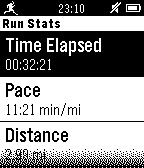 23:10
Run Stats
Time Elapsed
00:32:21
Pace
11:21 min/mi
Distance